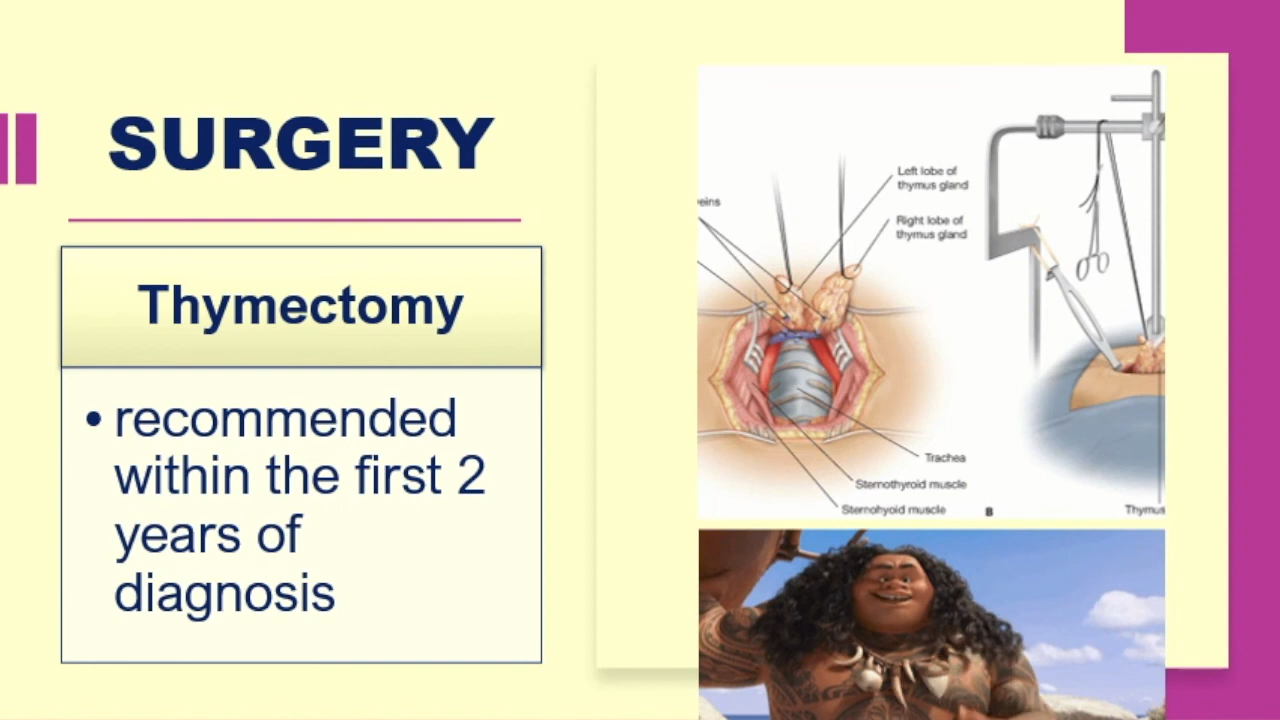 SURGERY
Thymectomy
• recommended
within the first 2
years of
diagnosis
Left lobe of
thymus gland
eins
Right lobe of
thymus gland
Trachea
Sternothyroid muscle
Sternohyoid muscle
B
Thymus